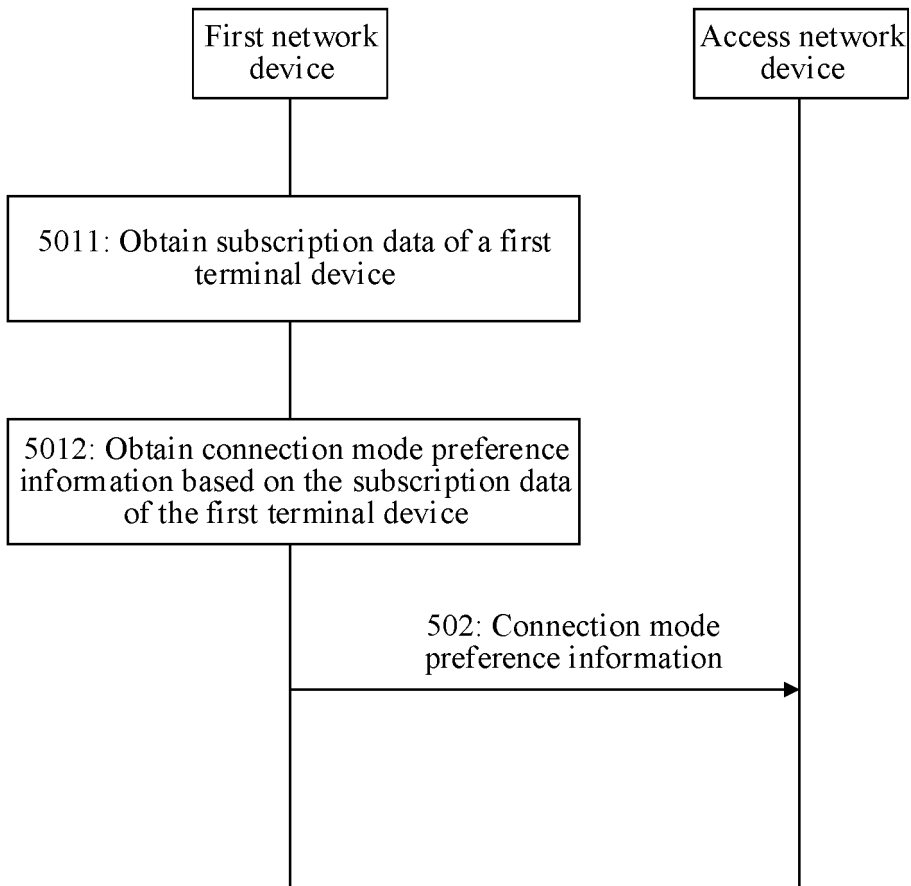 First network
device
Access network
device
5011: Obtain subscription data of a first
terminal device
5012: Obtain connection mode preference
information based on the subscription data
of the first terminal device
502: Connection mode
preference information